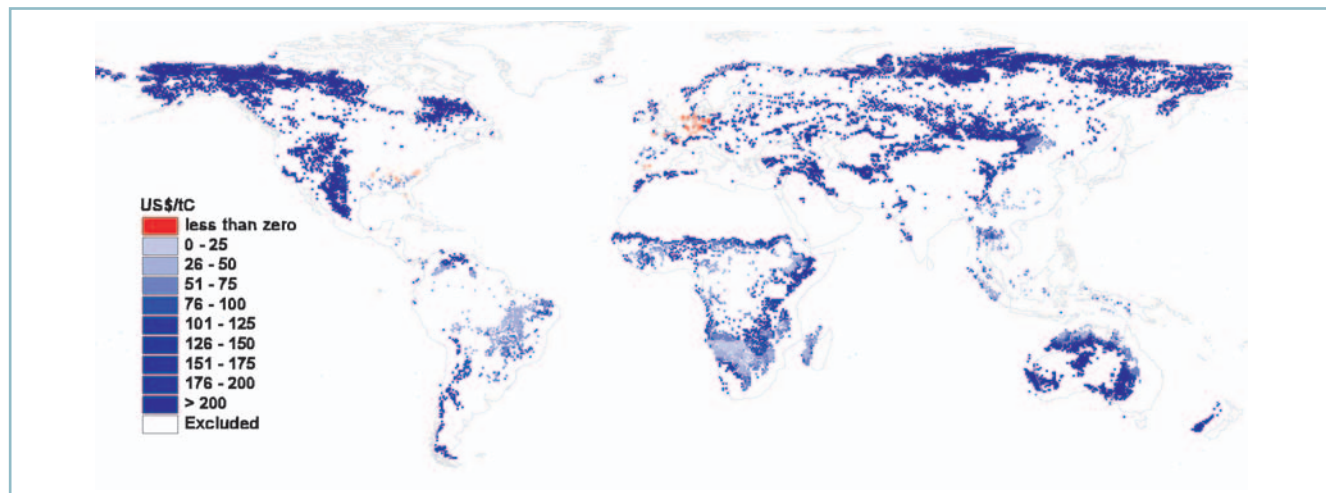 US$/tC
less than zero
0 - 25
26 - 50
51 - 75
76 - 100
101 - 125
126 - 150
151 - 175
176 - 200
> 200
Excluded